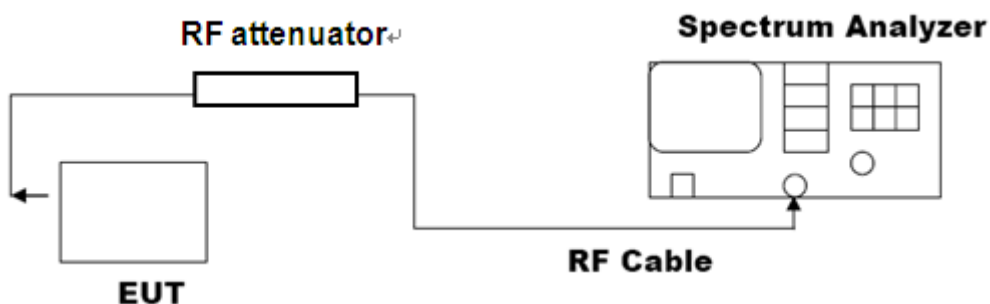 RF attenuator↵
Spectrum Analyzer
RF Cable
EUT